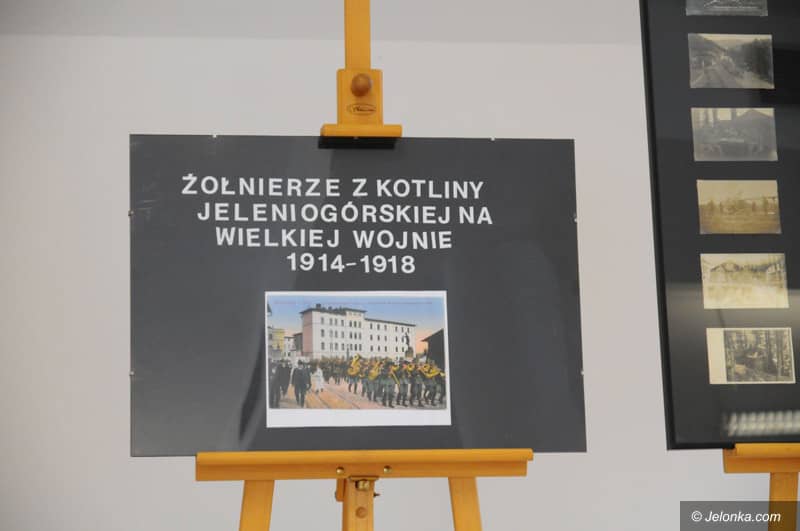 ŻOŁNIERZE Z KOTLINY
JELENIOGÓRSKIEJ NA
WIELKIEJ WOJNIE
1914-1918
© Jelonka.com